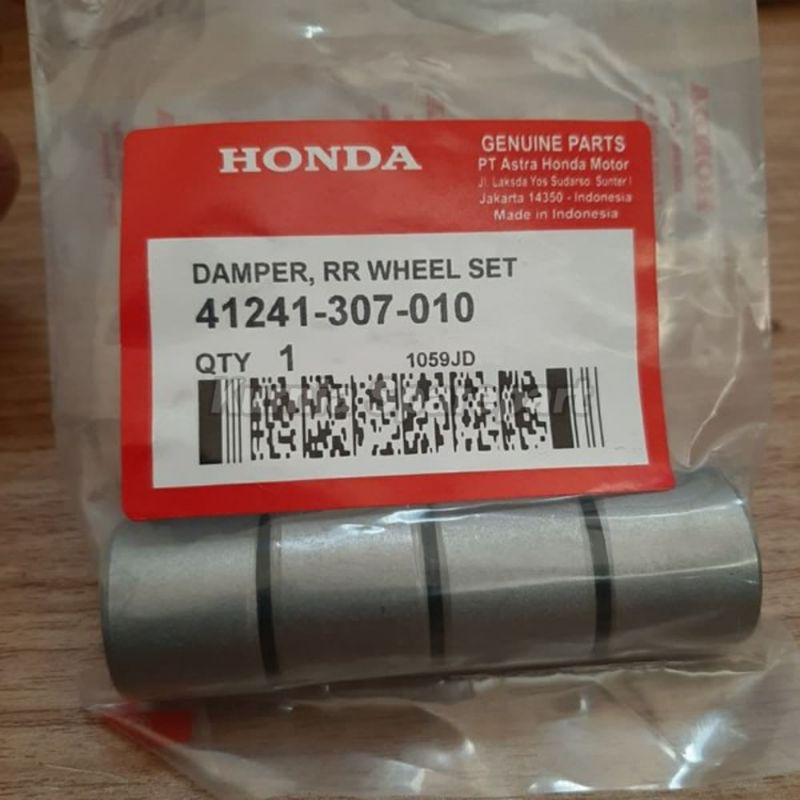 HONDA
GENUINE PARTS
PT Astra Honda Motor
Jl. Laksda Yos Sudarso. Sunter I
Jakarta 14350 - Indonesia
Made in Indonesia
DAMPER, RR WHEEL SET
41241-307-010
QTY 1
1059JD
HONDA